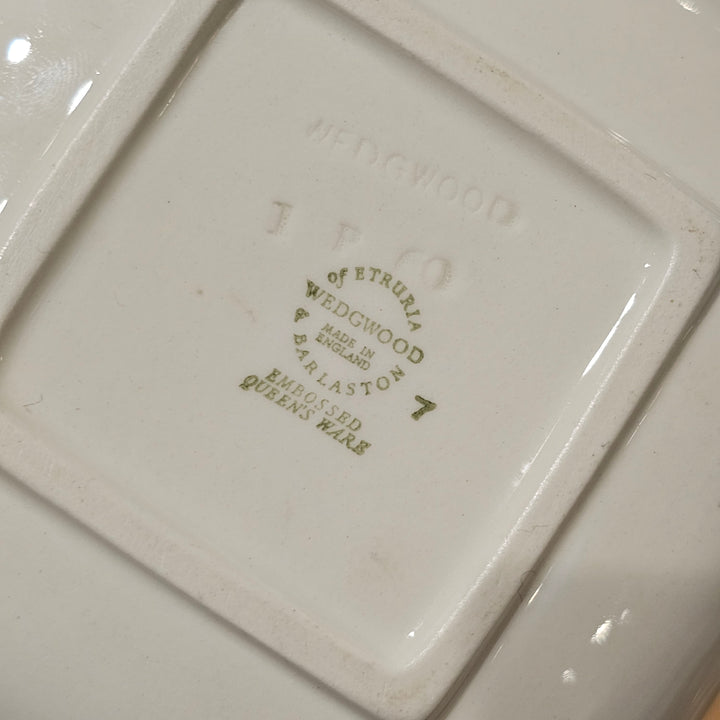 WEDGWOOD
of ETRURIA
WEDGWOOD
MADE IN
ENGLAND
& BARLASTON
7
EMBOSSED
QUEEN'S WARE